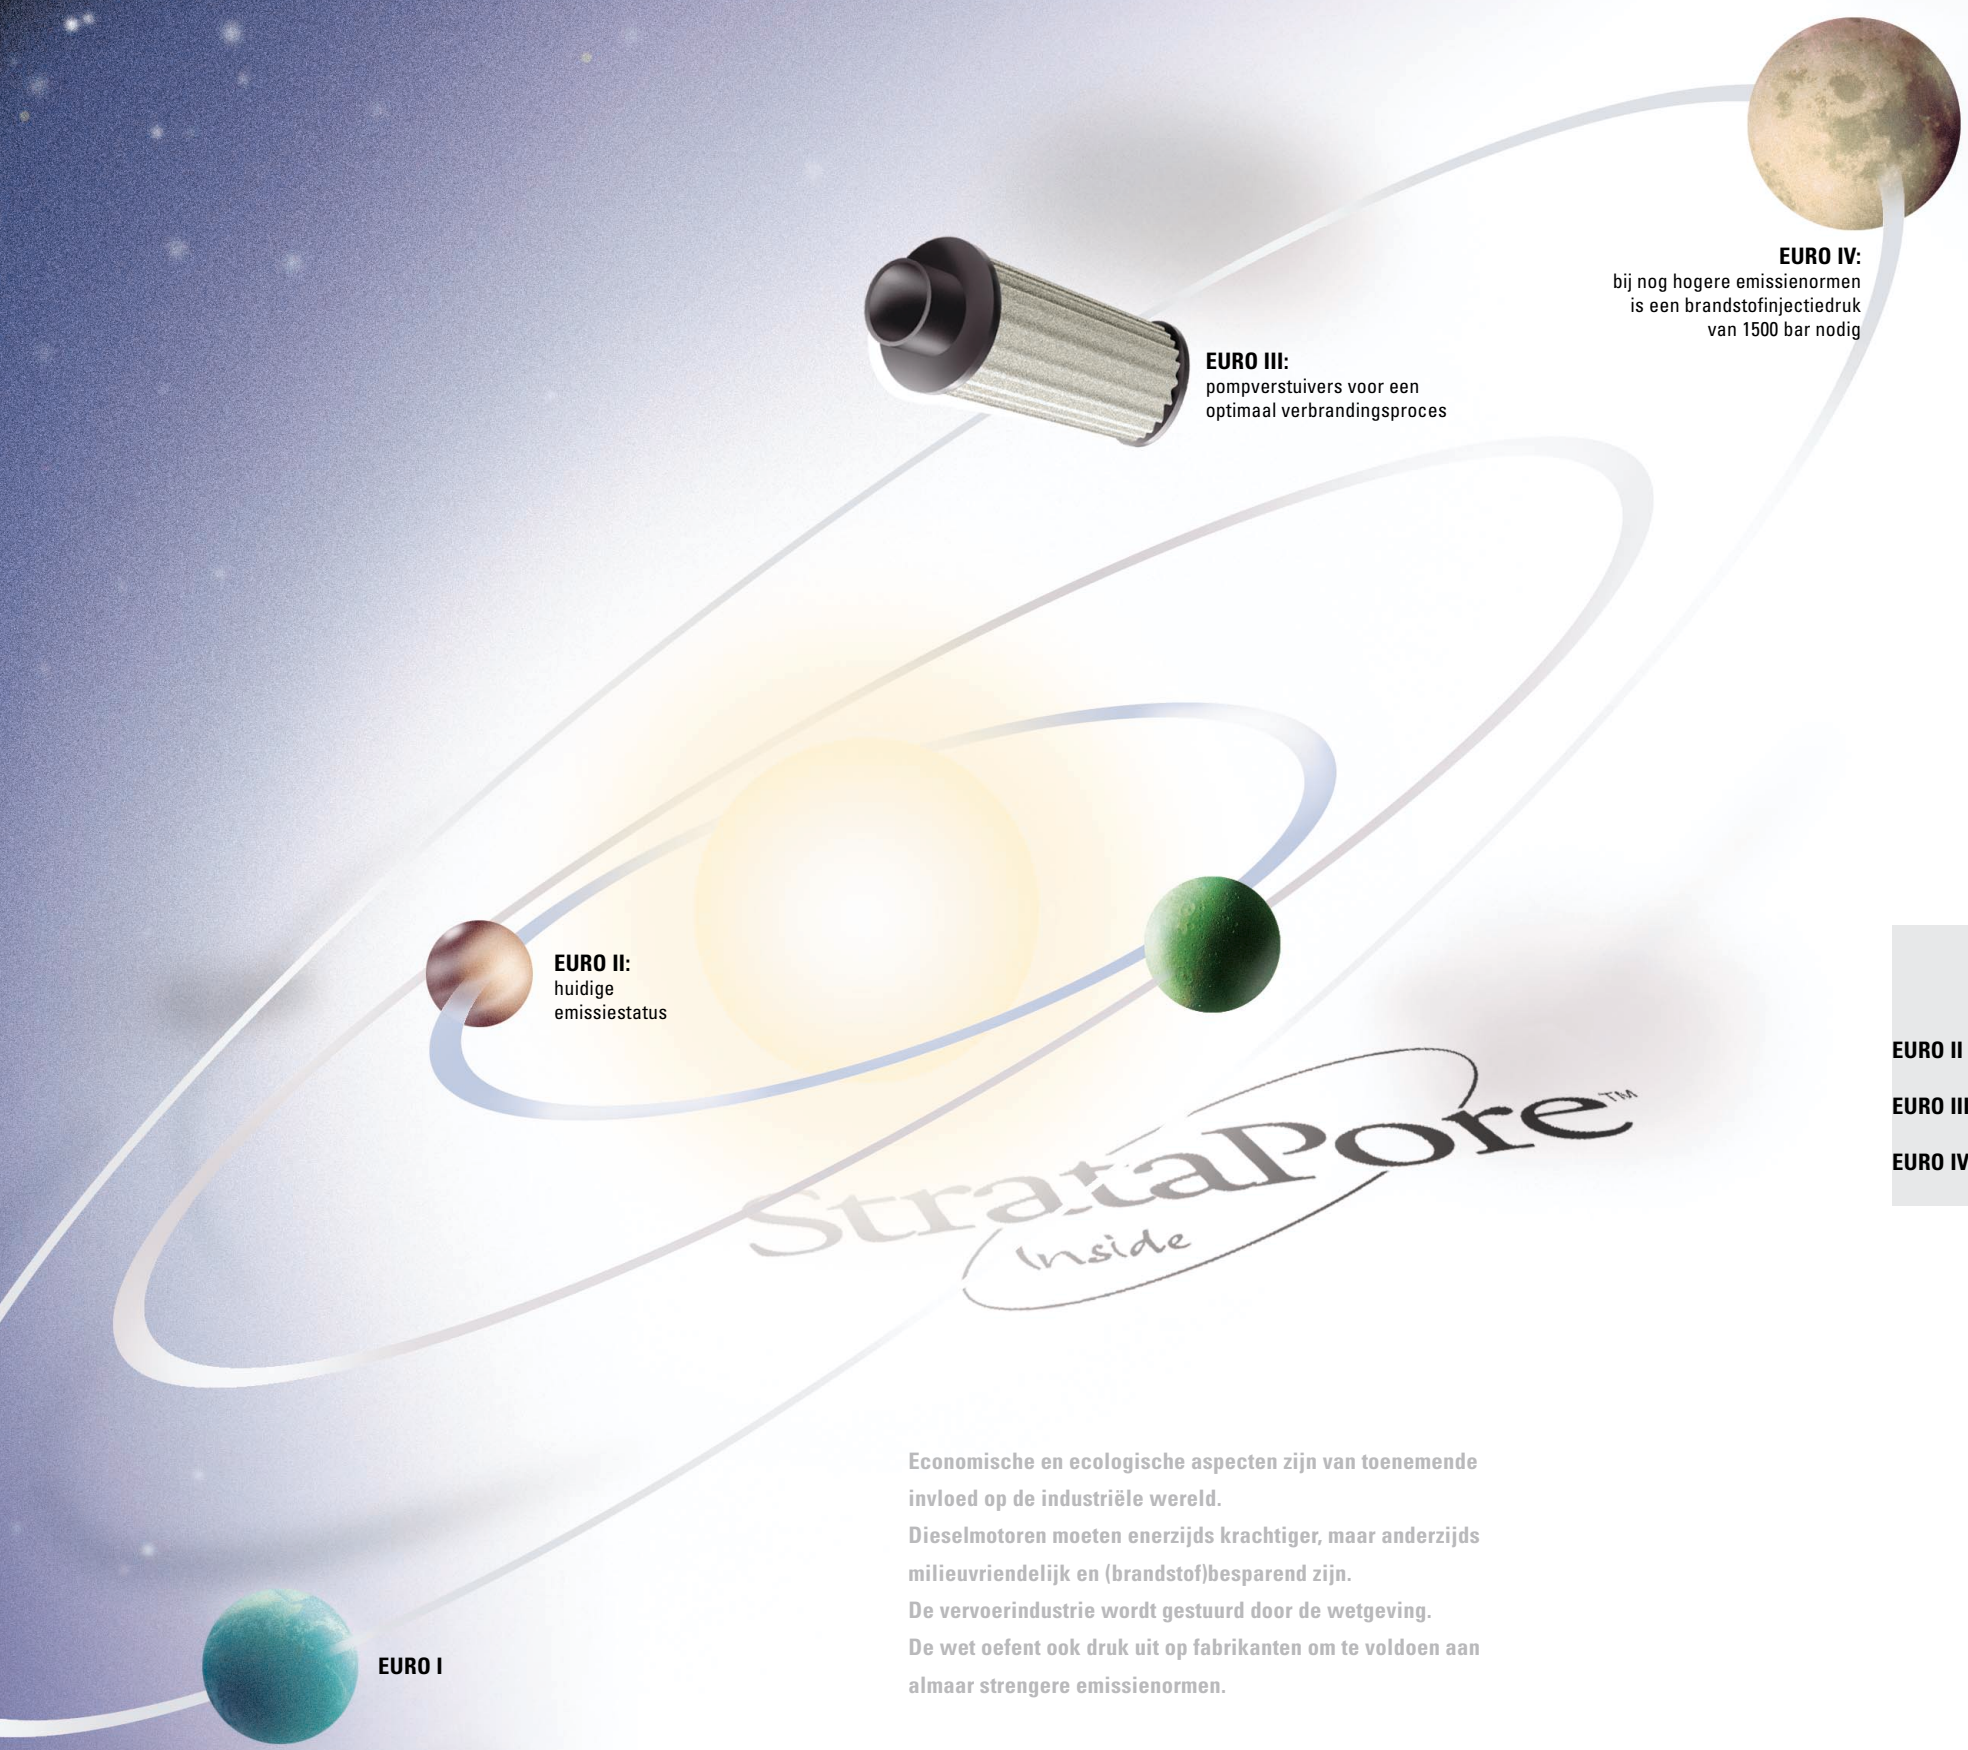 EURO IV:
bij nog hogere emissienormen
is een brandstofinjectiedruk
van 1500 bar nodig
EURO III:
pompverstuivers voor een
optimaal verbrandingsproces
EURO II:
huidige
emissiestatus
EURO II
EURO III
EURO IV
StrataPore™
Inside
Economische en ecologische aspecten zijn van toenemende
invloed op de industriële wereld.
Dieselmotoren moeten enerzijds krachtiger, maar anderzijds
milieuvriendelijk en (brandstof)besparend zijn.
De vervoerindustrie wordt gestuurd door de wetgeving.
De wet oefent ook druk uit op fabrikanten om te voldoen aan
almaar strengere emissienormen.
EURO I